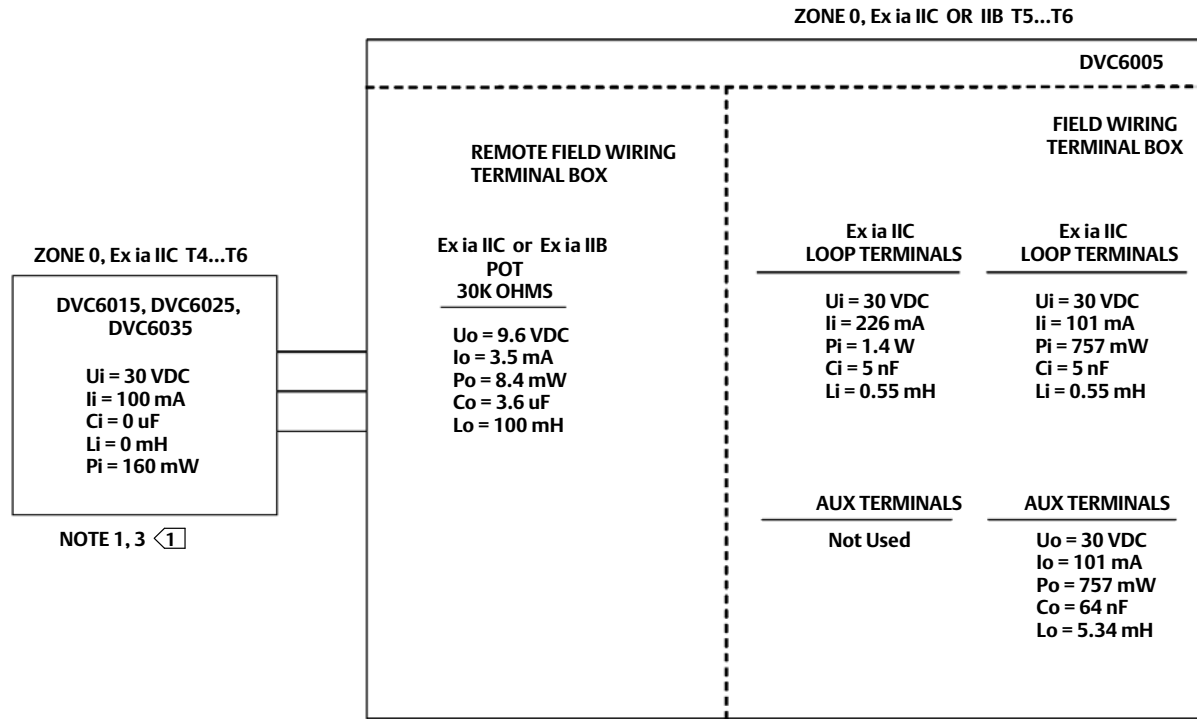 ZONE 0, Ex ia IIC OR IIB T5...T6
DVC6005
REMOTE FIELD WIRING
TERMINAL BOX
FIELD WIRING
TERMINAL BOX
ZONE 0, Ex ia IIC T4...T6
DVC6015, DVC6025,
DVC6035
Ui = 30 VDC
Ii = 100 mA
Ci = 0 uF
Li = 0 mH
Pi = 160 mW
NOTE 1, 3 1
Ex ia IIC or Ex ia IIB
POT
30K OHMS
Uo = 9.6 VDC
Io = 3.5 mA
Po = 8.4 mW
Co = 3.6 uF
Lo = 100 mH
Ex ia IIC
LOOP TERMINALS
Ui = 30 VDC
Ii = 226 mA
Pi = 1.4 W
Ci = 5 nF
Li = 0.55 mH
Ex ia IIC
LOOP TERMINALS
Ui = 30 VDC
Ii = 101 mA
Pi = 757 mW
Ci = 5 nF
Li = 0.55 mH
AUX TERMINALS
Not Used
AUX TERMINALS
Uo = 30 VDC
Io = 101 mA
Po = 757 mW
Co = 64 nF
Lo = 5.34 mH